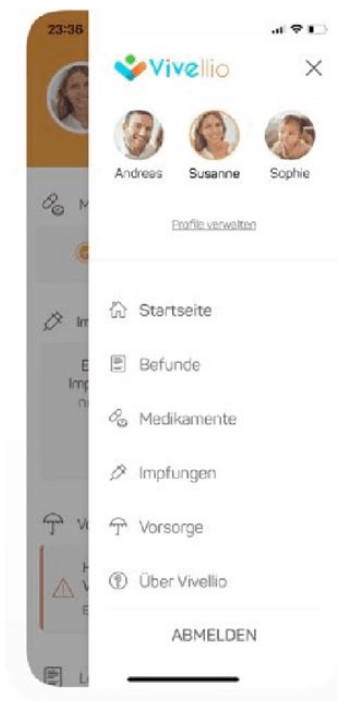 23:36
Vivellio
Andreas Susanne Sophie
Profile verwalten
Startseite
Befunde
Medikamente
Impfungen
Vorsorge
Über Vivellio
ABMELDEN